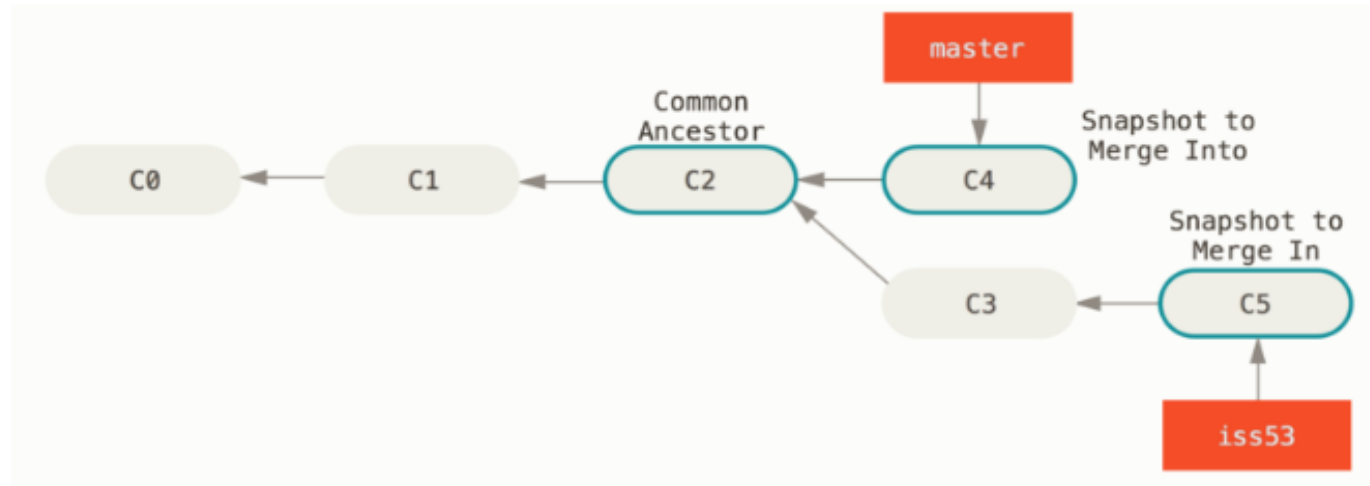 master
Common
Ancestor
Snapshot to
Merge Into
C0
C1
C2
C4
Snapshot to
Merge In
C3
C5
iss53